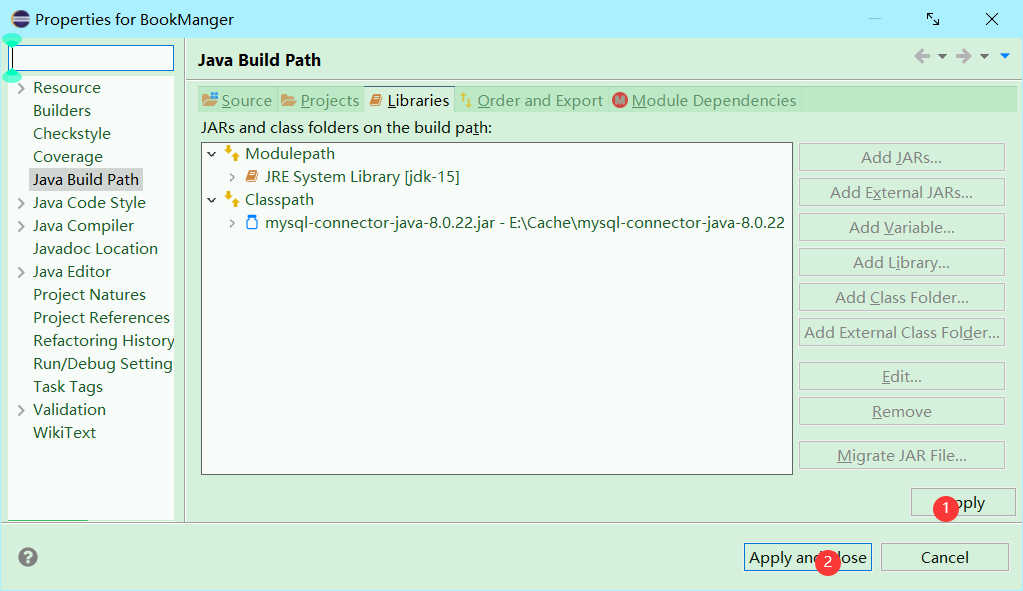 Properties for BookManger
Resource
Builders
Checkstyle
Coverage
Java Build Path
Java Code Style
Java Compiler
Javadoc Location
Java Editor
Project Natures
Project References
Refactoring History
Run/Debug Setting
Task Tags
Validation
WikiText
Java Build Path
Source Projects Libraries Order and Export M Module Dependencies
JARs and class folders on the build path:
Modulepath
JRE System Library [jdk-15]
Classpath
mysql-connector-java-8.0.22.jar - E:\Cache\mysql-connector-java-8.0.22
Add JARs...
Add External JARs...
Add Variable...
Add Library...
Add Class Folder...
Add External Class Folder...
Edit...
Remove
Migrate JAR File...
1 pply
Apply an 2 lose
Cancel
?